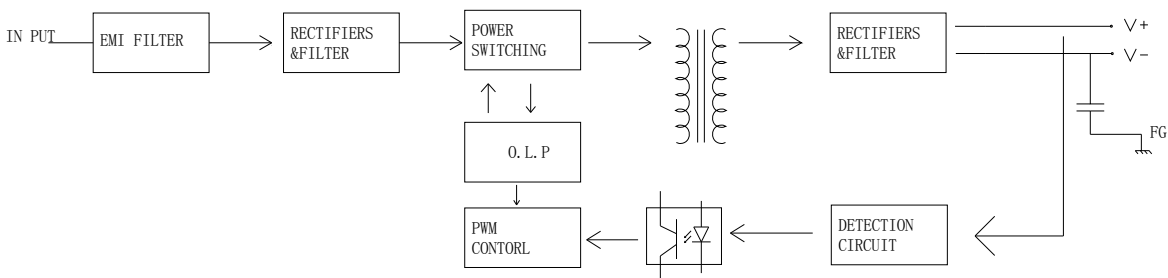 IN PUT
EMI FILTER
RECTIFIERS
&FILTER
POWER
SWITCHING
RECTIFIERS
&FILTER
V+
V-
FG
O.L.P
PWM
CONTORL
DETECTION
CIRCUIT